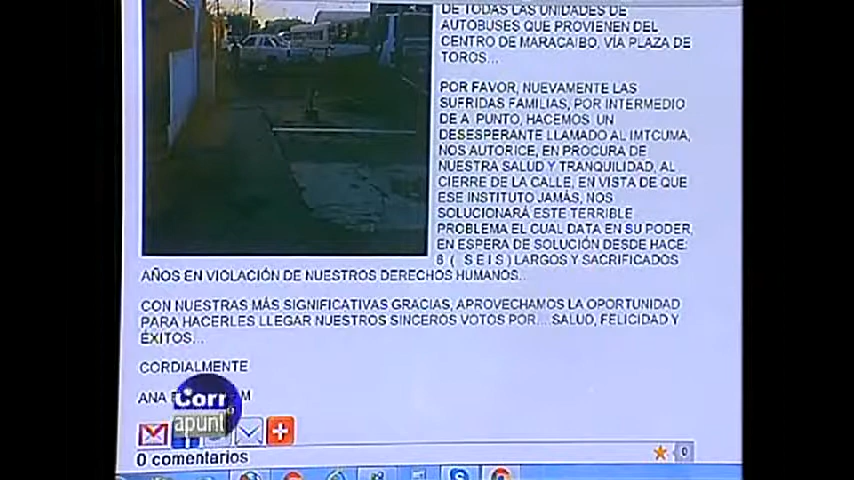 DE TODAS LAS UNIDADES DE
AUTOBUSES QUE PROVIENEN DEL
CENTRO DE MARACAIBO, VÍA PLAZA DE
TOROS...
POR FAVOR, NUEVAMENTE LAS
SUFRIDAS FAMILIAS, POR INTERMEDIO
DE A PUNTO, HACEMOS UN
DESESPERANTE LLAMADO AL IMTCUMA,
NOS AUTORICE, EN PROCURA DE
NUESTRA SALUD Y TRANQUILIDAD, AL
CIERRE DE LA CALLE, EN VISTA DE QUE
ESE INSTITUTO JAMÁS, NOS
SOLUCIONARÁ ESTE TERRIBLE
PROBLEMA EL CUAL DATA EN SU PODER,
EN ESPERA DE SOLUCIÓN DESDE HACE:
6 ( S E I S ) LARGOS Y SACRIFICADOS
AÑOS EN VIOLACIÓN DE NUESTROS DERECHOS HUMANOS..
CON NUESTRAS MÁS SIGNIFICATIVAS GRACIAS, APROVECHAMOS LA OPORTUNIDAD
PARA HACERLES LLEGAR NUESTROS SINCEROS VOTOS POR....SALUD, FELICIDAD Y
ÉXITOS...
CORDIALMENTE
ANA
Corr
apunt
0 comentarios
0